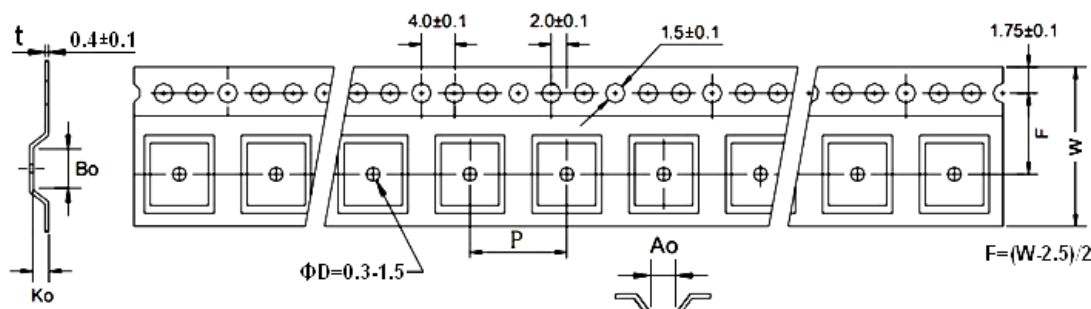 4.0±0.1
2.0±0.1
1.5±0.1
1.75±0.1
t
0.4±0.1
Bo
F
W
P
Ao
F=(W-2.5)/2
ΦD=0.3-1.5
Ko